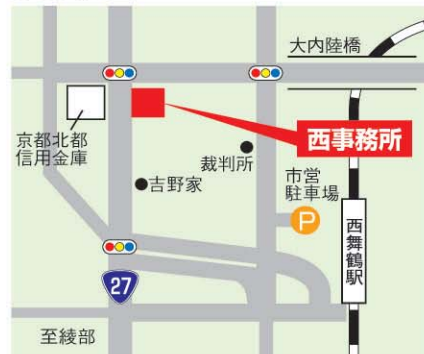 大内陸橋
京都北都
信用金庫
西事務所
裁判所
吉野家
市営
駐車場
P
西舞鶴駅
27
至綾部